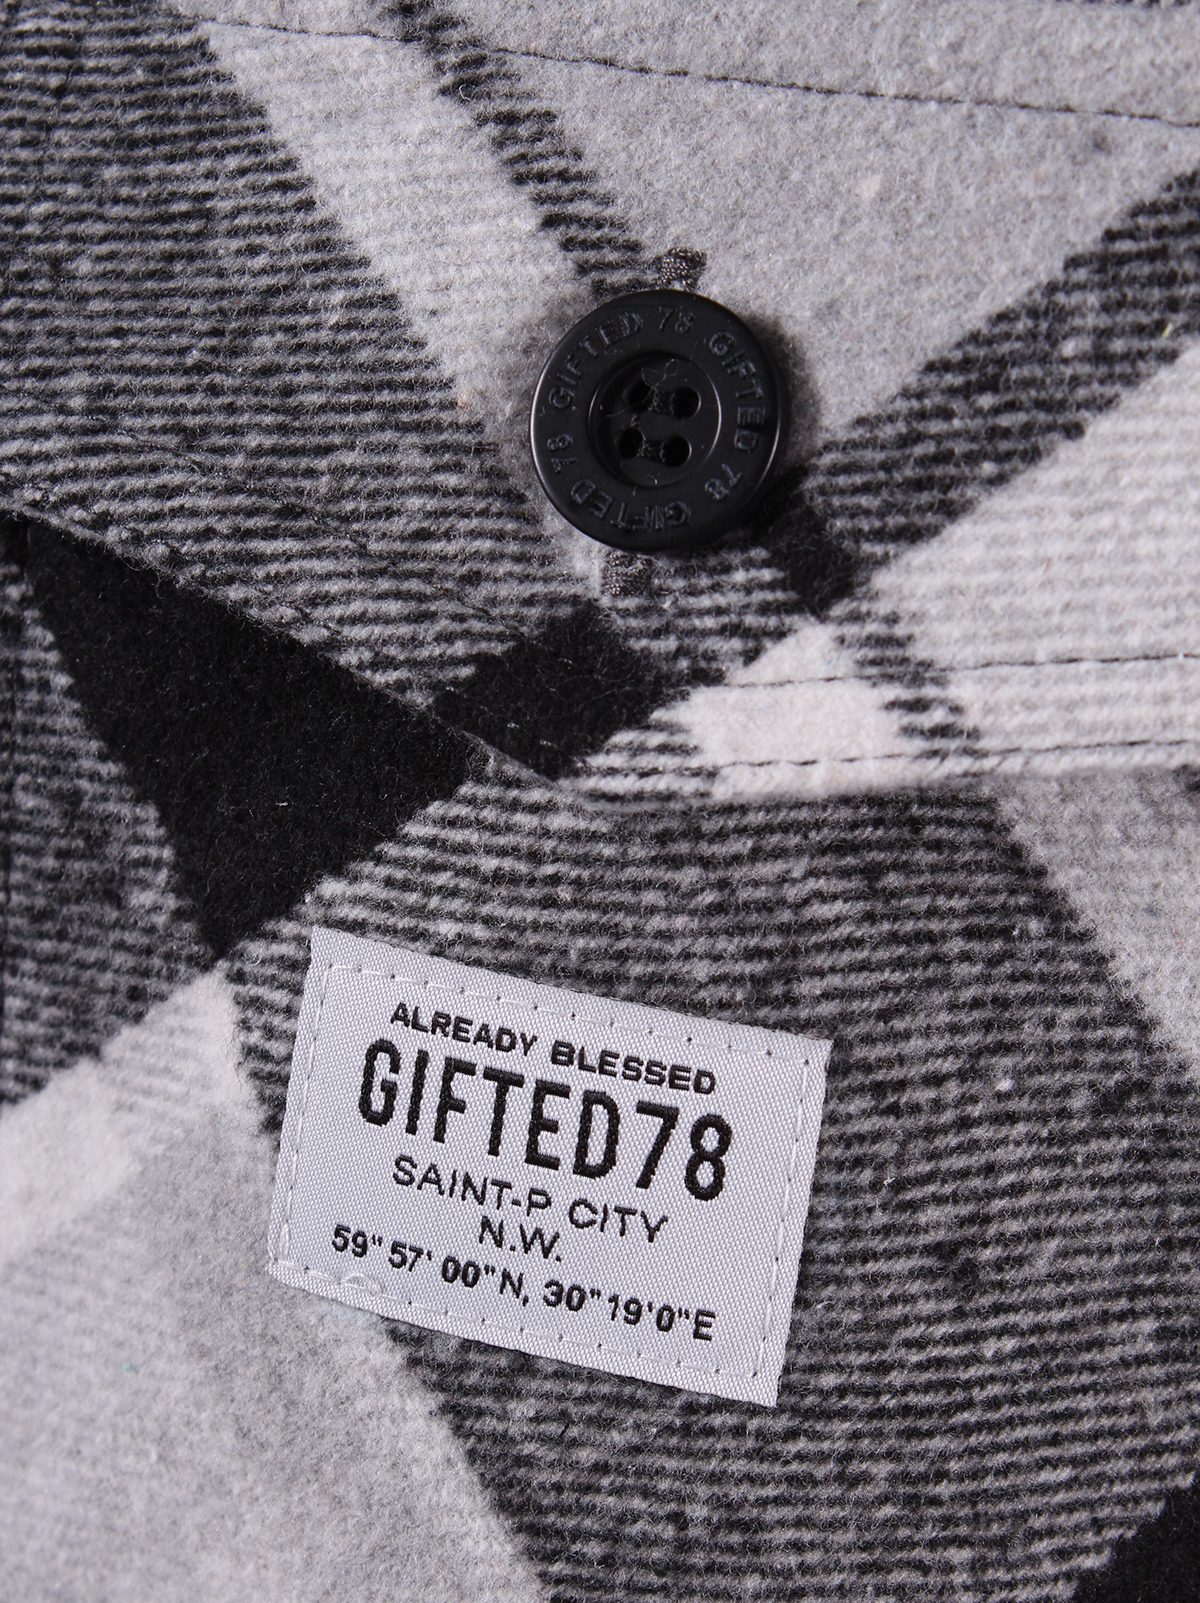 GIFTED 78 GIFTED 78 GIFTED 78
ALREADY BLESSED
GIFTED78
SAINT-P CITY
N.W.
59" 57' 00"N, 30"19'0"E